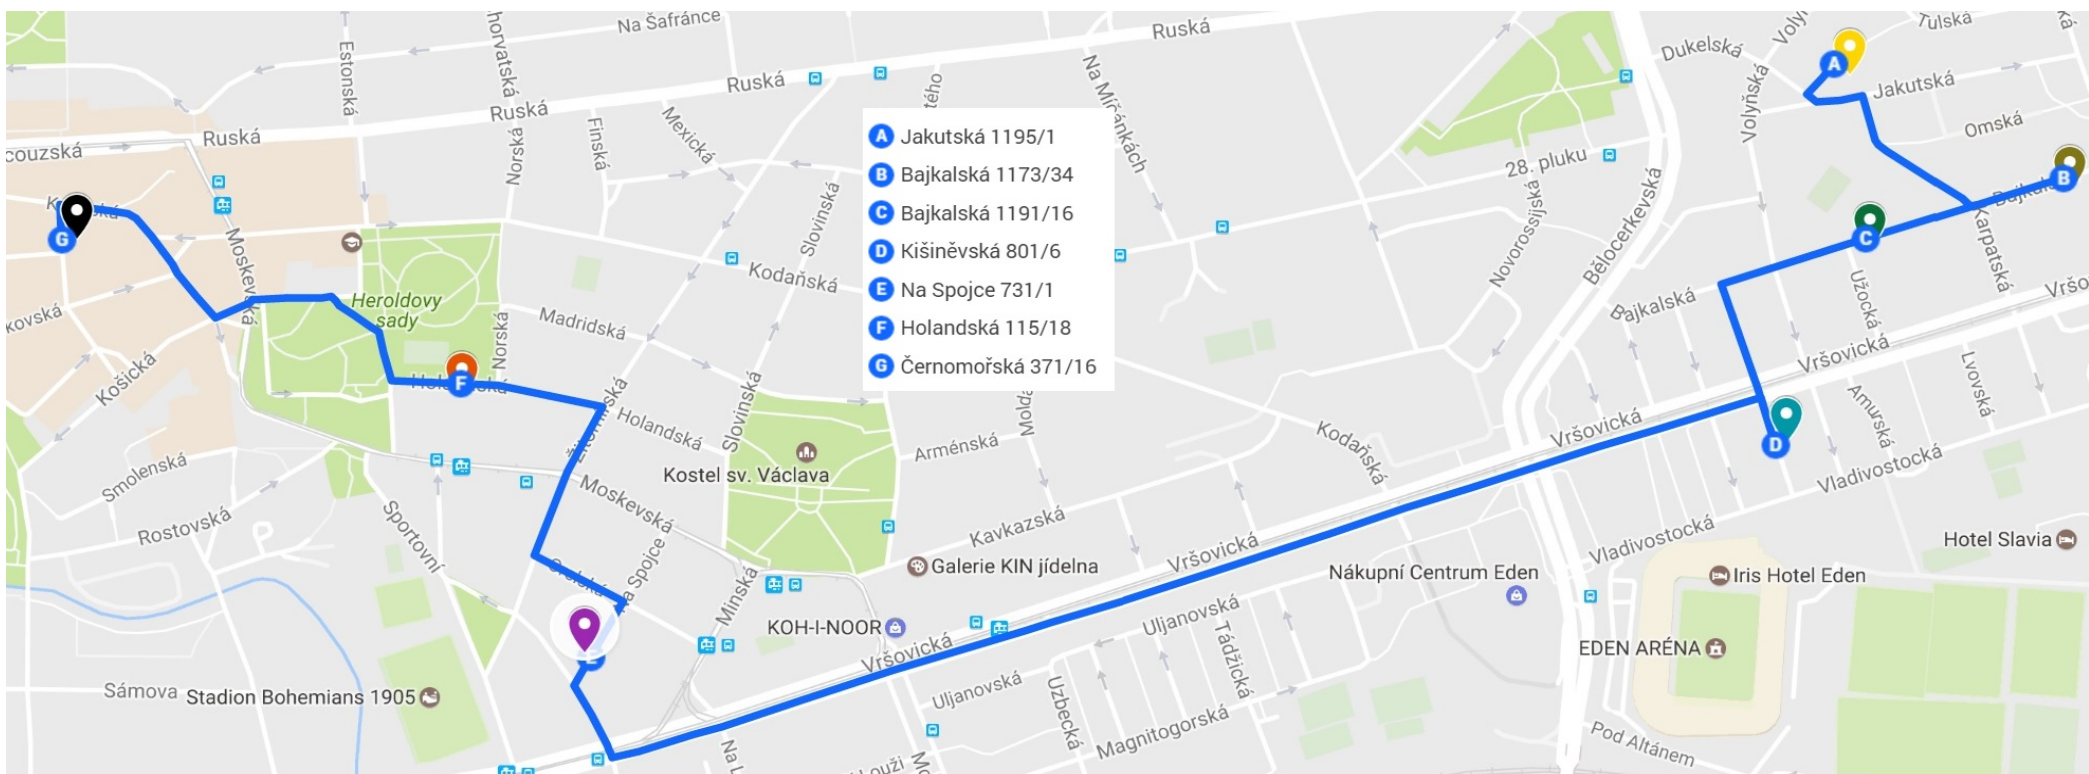 Na Šafránce
Ruská
Dukelská
Tulská
Estonská
Ruská
Ruská
Ruská
Jakutská
Volyňská
Omská
Norská
Finská
Mexická
Na Míčánkách
28. pluku
A Jakutská 1195/1
B Bajkalská 1173/34
C Bajkalská 1191/16
D Kišiněvská 801/6
E Na Spojce 731/1
F Holandská 115/18
G Černomořská 371/16
A
B
C
D
F
G
Moskevská
Slovinská
Kodaňská
Novorossijská
Bělocerkevská
Karpatská
Užocká
Bajkalská
Heroldovy
sady
Madridská
Norská
Vršovická
Lvovská
Košická
Žitomírská
Holandská
Slovinská
Arménská
Kodaňská
Vršovická
Amurská
Smolenská
Kostel sv. Václava
Moskevská
Vladivostocká
Rostovská
Sportovní
Kavkazská
Vršovická
Vladivostocká
Hotel Slavia
Galerie KIN jídelna
Nákupní Centrum Eden
Iris Hotel Eden
Na Spojce
Minská
KOH-I-NOOR
Uljanovská
Tádžická
EDEN ARÉNA
Vršovická
Sámova
Stadion Bohemians 1905
Uljanovská
Uzbecká
Magnitogorská
Pod Altánem